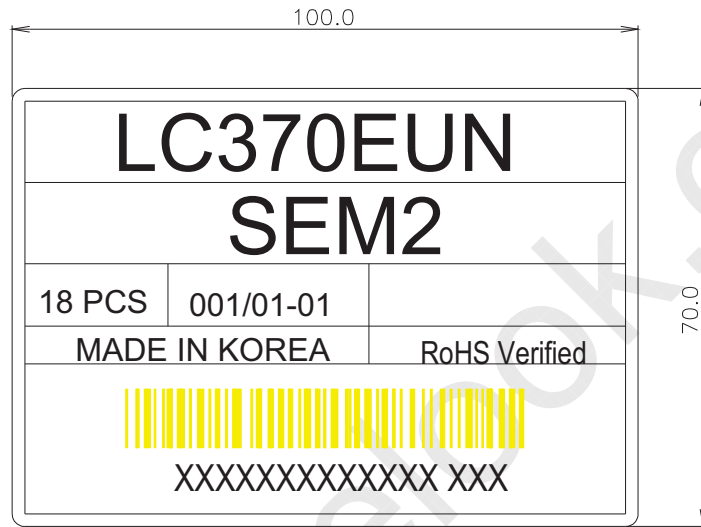 100.0
LC370EUN
SEM2
18 PCS 001/01-01
70.0
MADE IN KOREA RoHS Verified
XXXXXXXXXXXXX XXX